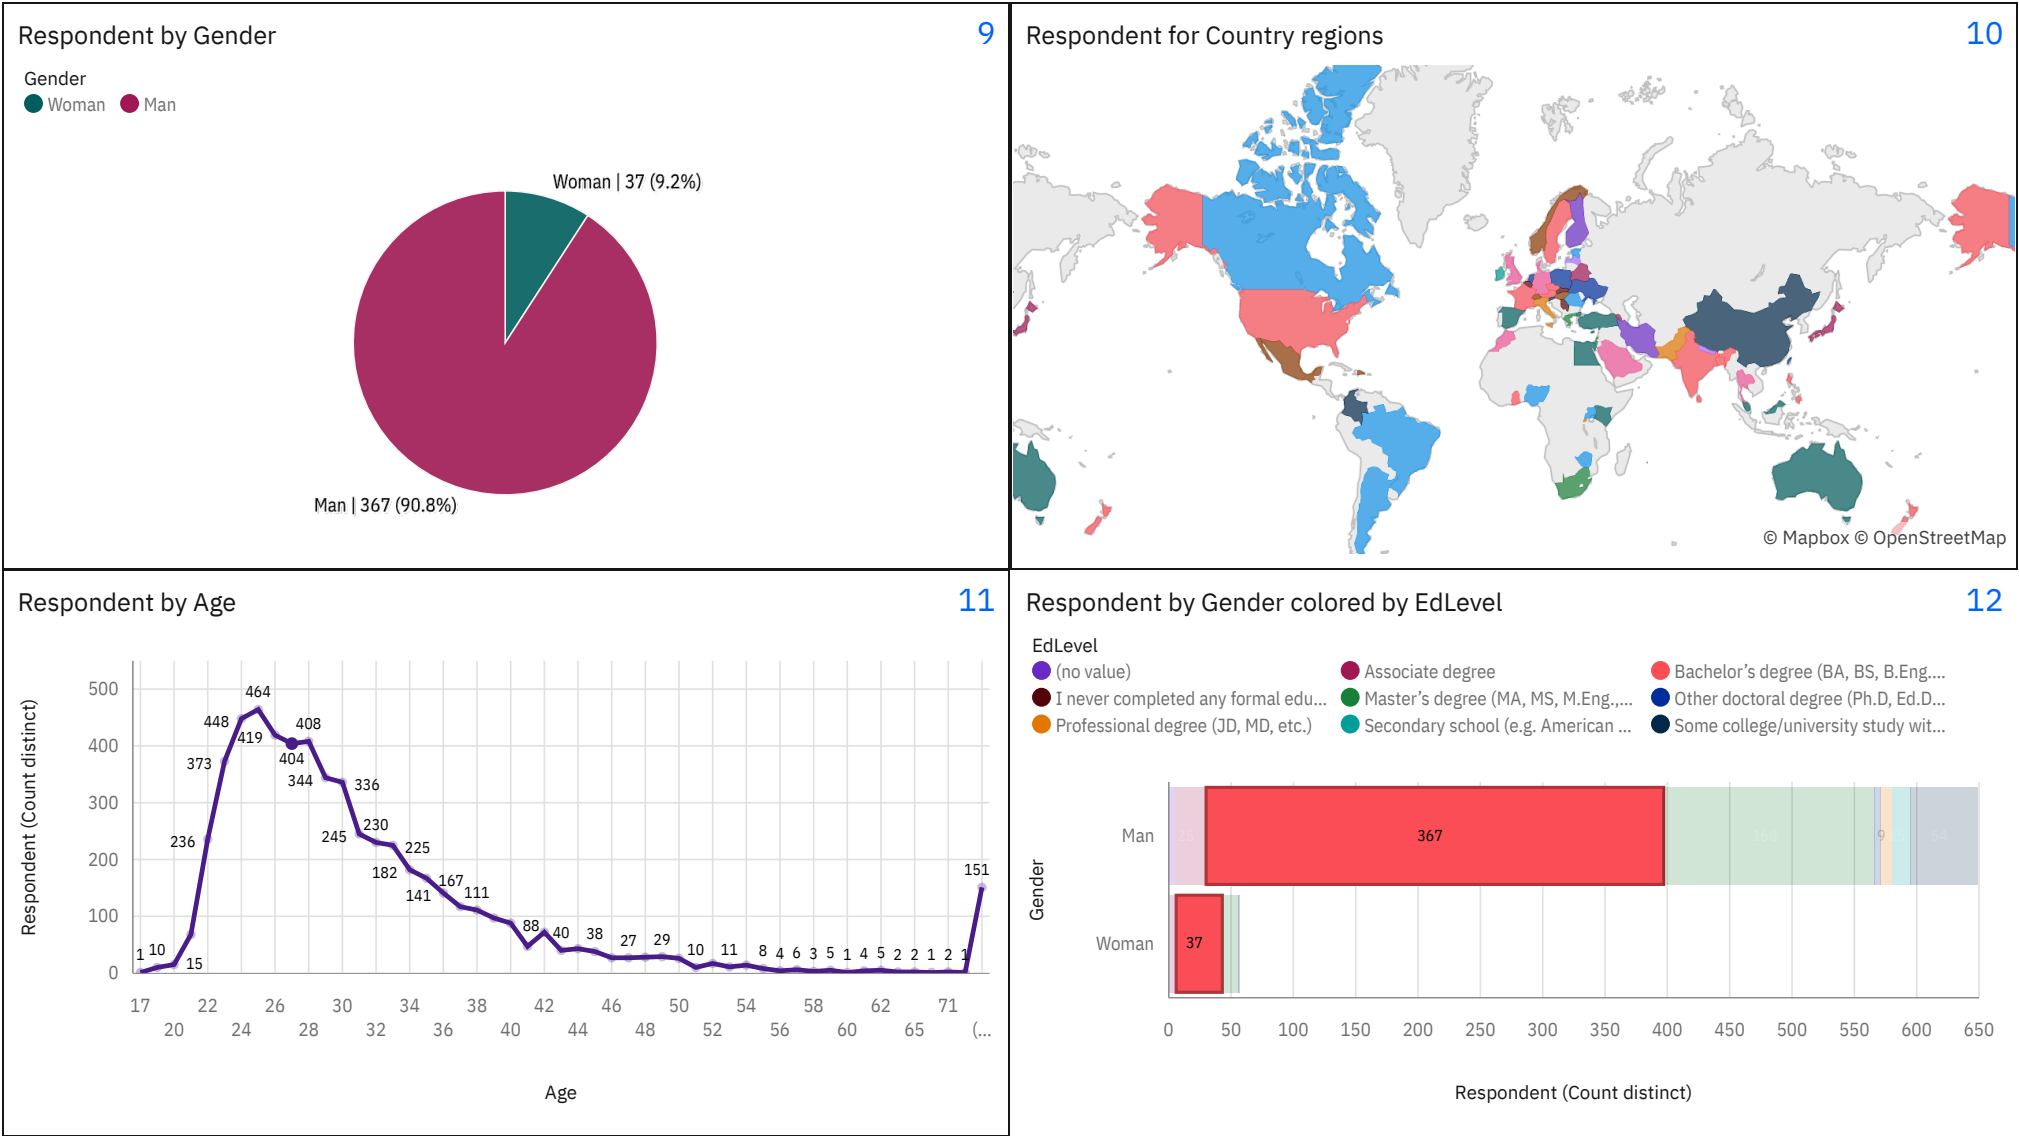 Respondent by Gender
9
Gender
Woman
Man
Woman | 37 (9.2%)
Man | 367 (90.8%)
Respondent for Country regions
10
© Mapbox © OpenStreetMap
Respondent by Age
11
Respondent (Count distinct)
500
400
300
200
100
0
1
10
15
236
373
448
464
419
404
408
344
336
245
230
225
182
167
141
111
88
40
38
27
29
10
11
8
4
6
3
5
1
4
5
2
2
1
2
1
151
17 22 26 30 34 38 42 46 50 54 58 62 71
20 24 28 32 36 40 44 48 52 56 60 65 (...
Age
Respondent by Gender colored by EdLevel
12
EdLevel
(no value)
Associate degree
Bachelor’s degree (BA, BS, B.Eng....
I never completed any formal edu...
Master’s degree (MA, MS, M.Eng.,...
Other doctoral degree (Ph.D, Ed.D...
Professional degree (JD, MD, etc.)
Secondary school (e.g. American ...
Some college/university study wit...
Gender
Man
367
9
54
Woman
37
0 50 100 150 200 250 300 350 400 450 500 550 600 650
Respondent (Count distinct)